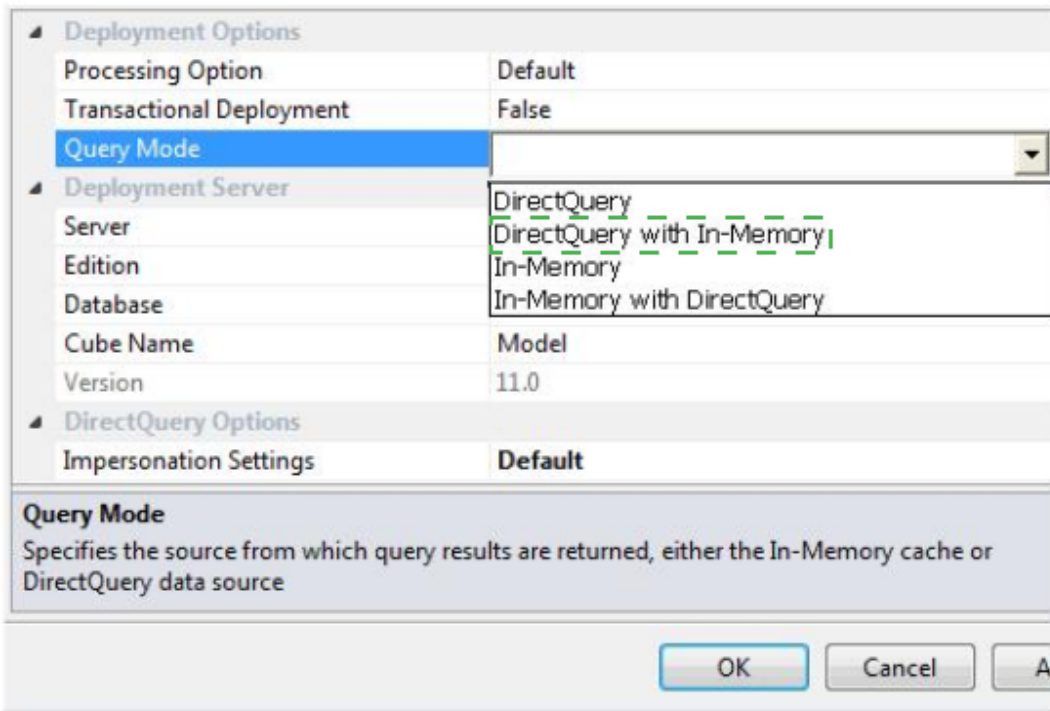 Deployment Options
Processing Option Default
Transactional Deployment False
Query Mode
DirectQuery
DirectQuery with In-Memory
In-Memory
In-Memory with DirectQuery
Deployment Server
Server
Edition
Database
Cube Name Model
Version 11.0
DirectQuery Options
Impersonation Settings Default
Query Mode
Specifies the source from which query results are returned, either the In-Memory cache or
DirectQuery data source
OK Cancel A